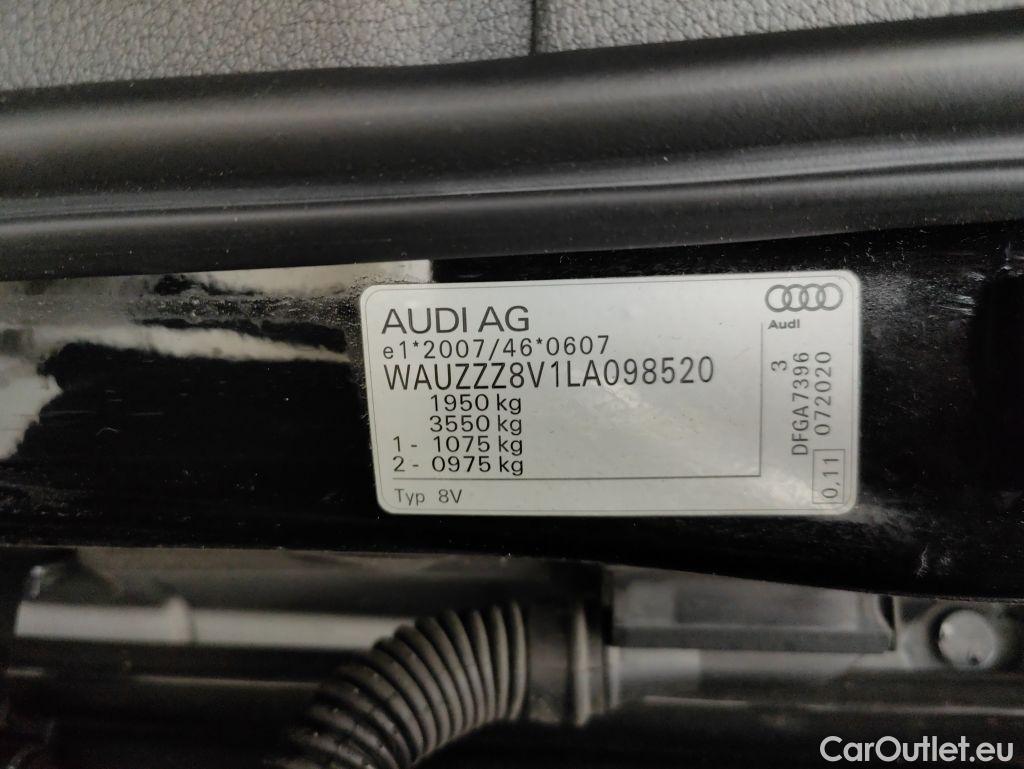 AUDI AG
e1*2007/46*0607
WAUZZZ8V1LA098520
1950 kg
3550 kg
1 - 1075 kg
2 - 0975 kg
Typ 8V
Audi
3
DFGA7396
072020
0,11
CarOutlet.eu